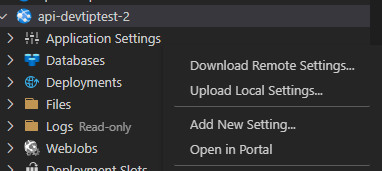 api-devtiptest-2
Application Settings
Databases
Deployments
Files
Logs Read-only
WebJobs
Deployment Slots
Download Remote Settings...
Upload Local Settings...
Add New Setting...
Open in Portal